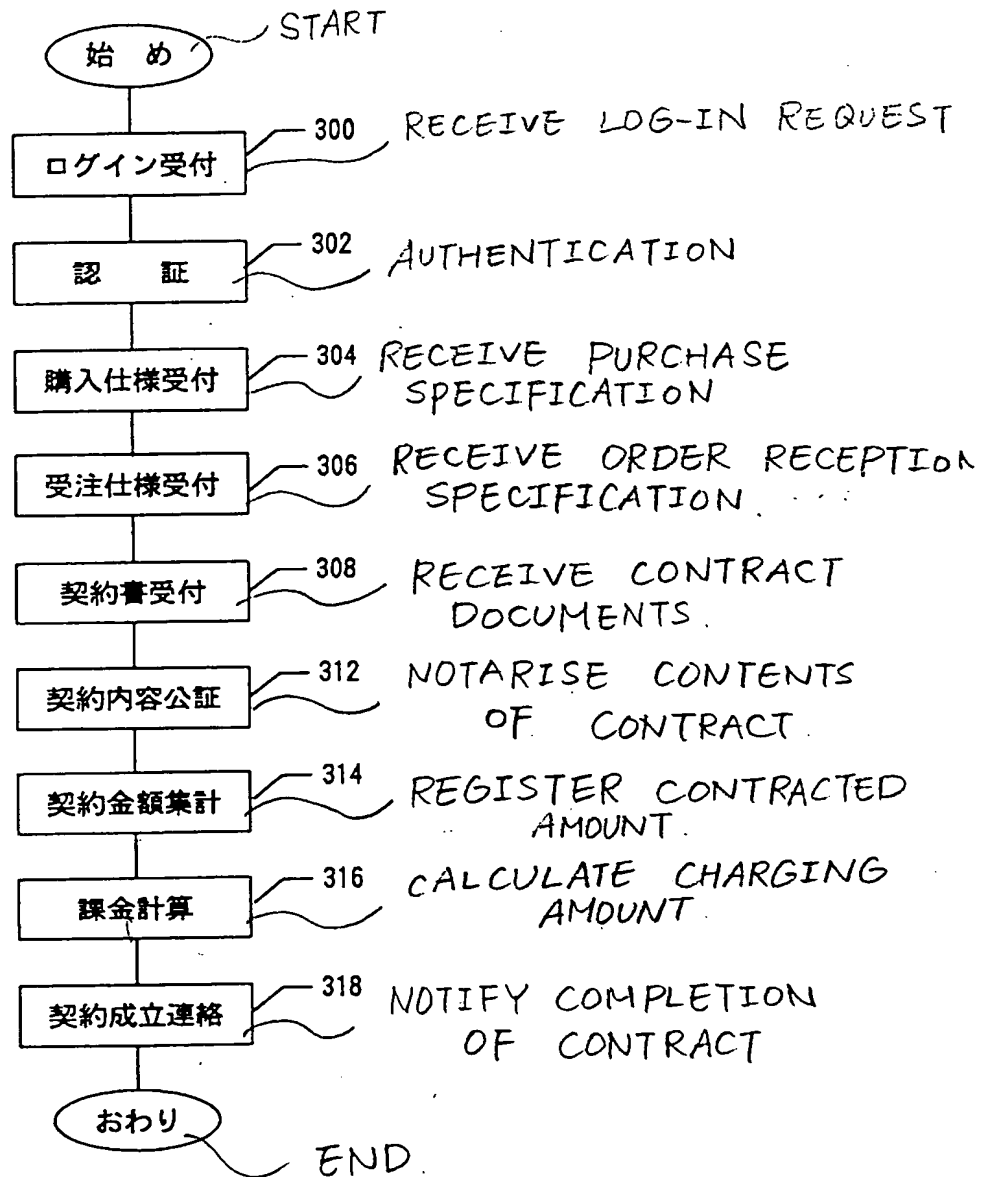 START
始 め
300
RECEIVE LOG-IN REQUEST
ログイン受付
302
AUTHENTICATION
認 証
304
RECEIVE PURCHASE
SPECIFICATION
購入仕様受付
306
RECEIVE ORDER RECEPTION
SPECIFICATION.
受注仕様受付
308
RECEIVE CONTRACT
DOCUMENTS.
契約書受付
312
NOTARISE CONTENTS
OF CONTRACT.
契約内容公証
314
REGISTER CONTRACTED
AMOUNT.
契約金額集計
316
CALCULATE CHARGING
AMOUNT.
課金計算
318
NOTIFY COMPLETION
OF CONTRACT
契約成立連絡
おわり
END.